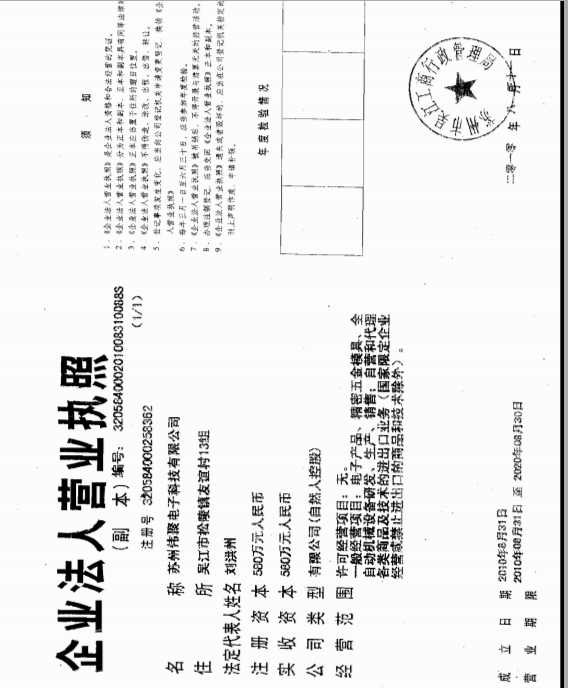 企业法人营业执照
(副 本)
编号: 320584000201008310088S
(1/1)
注册号 320584000258362
名 称 苏州伟聚电子科技有限公司
住 所 吴江市松陵镇友谊村13组
法定代表人姓名 刘洪州
注 册 资 本 580万元人民币
实 收 资 本 580万元人民币
公 司 类 型 有限公司(自然人控股)
经 营 范 围 许可经营项目:无。
一般经营项目:电子产品、精密五金模具、全
自动机械设备研发、生产、销售;自营和代理
各类商品及技术的进出口业务(国家限定企业
经营或禁止进出口的商品和技术除外)。
成 立 日 期 2010年8月31日
营 业 期 限 2010年08月31日 至 2020年08月30日
须 知
1.《企业法人营业执照》是企业法人资格和合法经营的凭证。
2.《企业法人营业执照》分为正本和副本,正本和副本具有同等法律
3.《企业法人营业执照》正本应当置于住所的醒目位置。
4.《企业法人营业执照》不得伪造、涂改、出租、出借、转让。
5. 登记事项发生变化,应当向公司登记机关申请变更登记,换领《企
人营业执照》
6. 每年三月一日至六月三十日,应当参加年度检验。
7.《企业法人营业执照》被吊销后,不得开展与清算无关的经营活动。
8. 办理注销登记,应当交回《企业法人营业执照》正本和副本。
9.《企业法人营业执照》遗失或者毁坏的,应当在公司登记机关指定的
刊上声明作废,申请补领。
年度检验情况
苏州市吴江工商行政管理局
二零一零 年 八 月 日